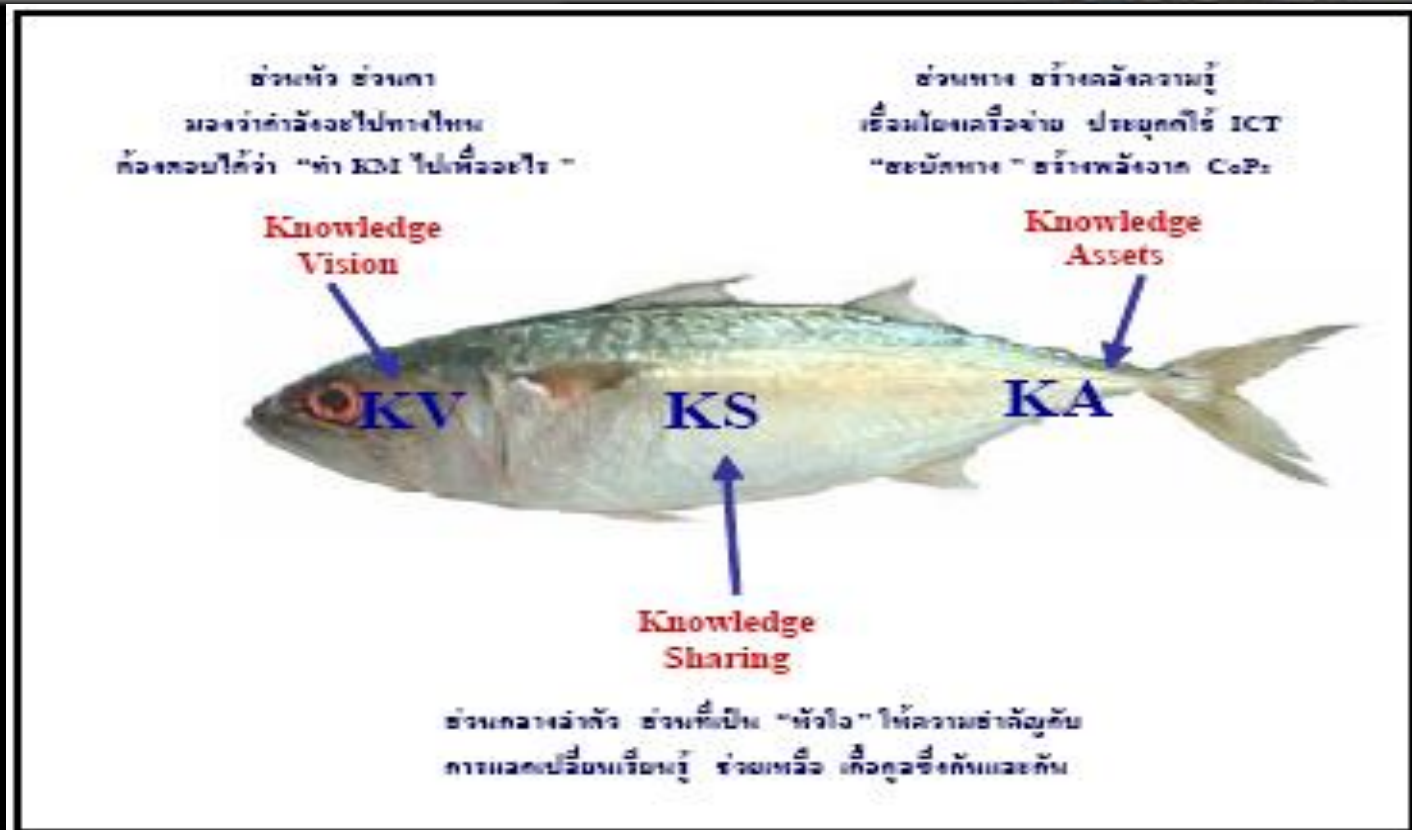 ส่วนหัว ส่วนตา
มองว่ากำลังจะไปทางไหน
ต้องตอบได้ว่า "ทำ KM ไปเพื่ออะไร "
Knowledge
Vision
ส่วนหาง สร้างคลังความรู้
เชื่อมโยงเครือข่าย ประยุกต์ใช้ ICT
"สะบัดหาง " สร้างพลังจาก CoPs
Knowledge
Assets
KV
KS
KA
Knowledge
Sharing
ส่วนกลางลำตัว ส่วนที่เป็น "หัวใจ" ให้ความสำคัญกับ
การแลกเปลี่ยนเรียนรู้ ช่วยเหลือ เกื้อกูลซึ่งกันและกัน